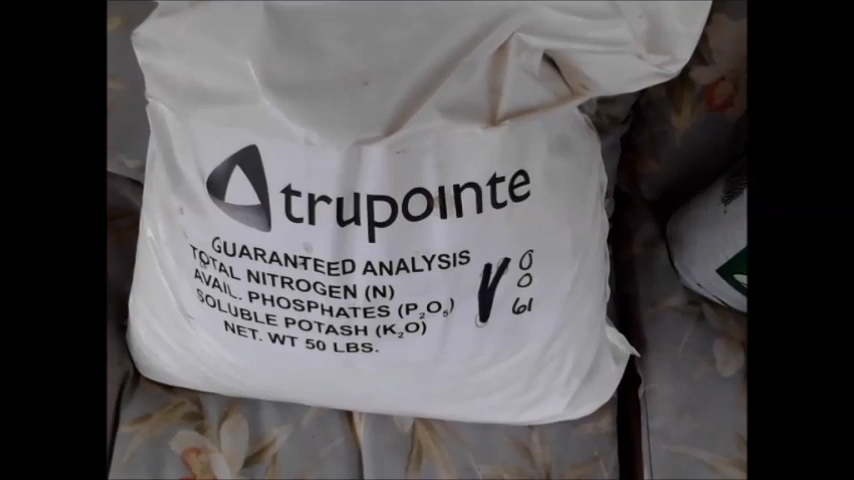 trupointe
GUARANTEED ANALYSIS
TOTAL NITROGEN (N) 0
AVAIL. PHOSPHATES (P₂O₅) 0
SOLUBLE POTASH (K₂O) 61
NET. WT 50 LBS.